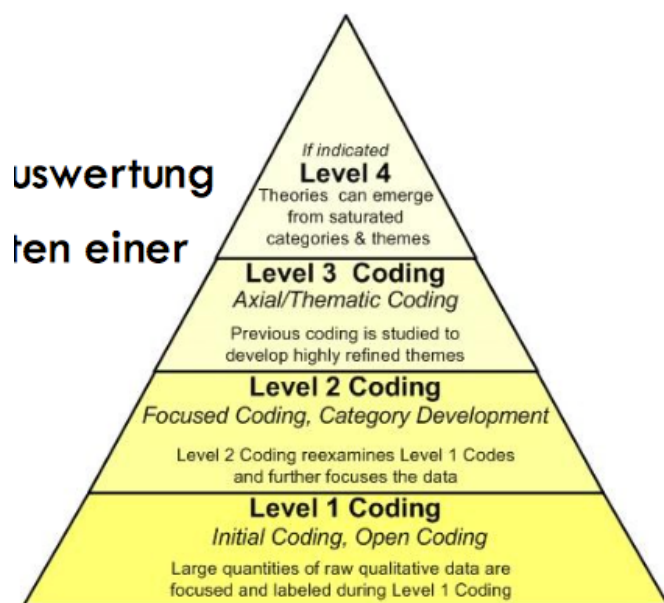 uswertung
ten einer
If indicated
Level 4
Theories can emerge
from saturated
categories & themes
Level 3 Coding
Axial/Thematic Coding
Previous coding is studied to
develop highly refined themes
Level 2 Coding
Focused Coding, Category Development
Level 2 Coding reexamines Level 1 Codes
and further focuses the data
Level 1 Coding
Initial Coding, Open Coding
Large quantities of raw qualitative data are
focused and labeled during Level 1 Coding